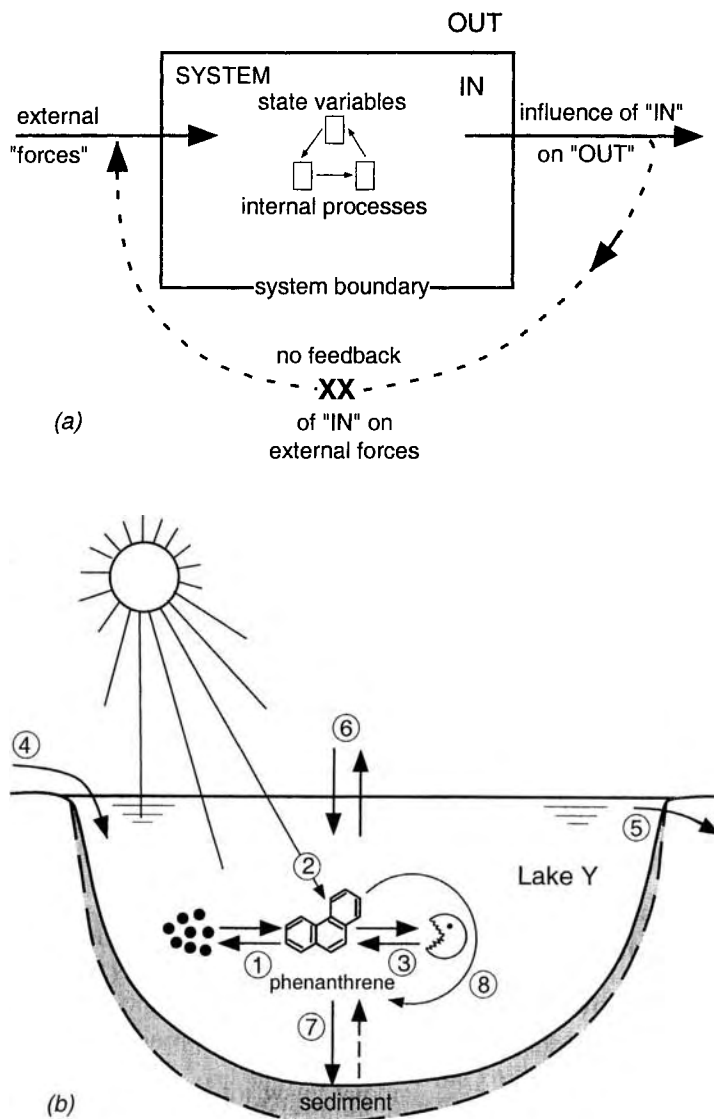 OUT
SYSTEM
IN
state variables
external
"forces"
influence of "IN"
on "OUT"
internal processes
system boundary
no feedback
XX
of "IN" on
external forces
(a)
4
6
5
2
Lake Y
1
3
phenanthrene
8
7
sediment
(b)